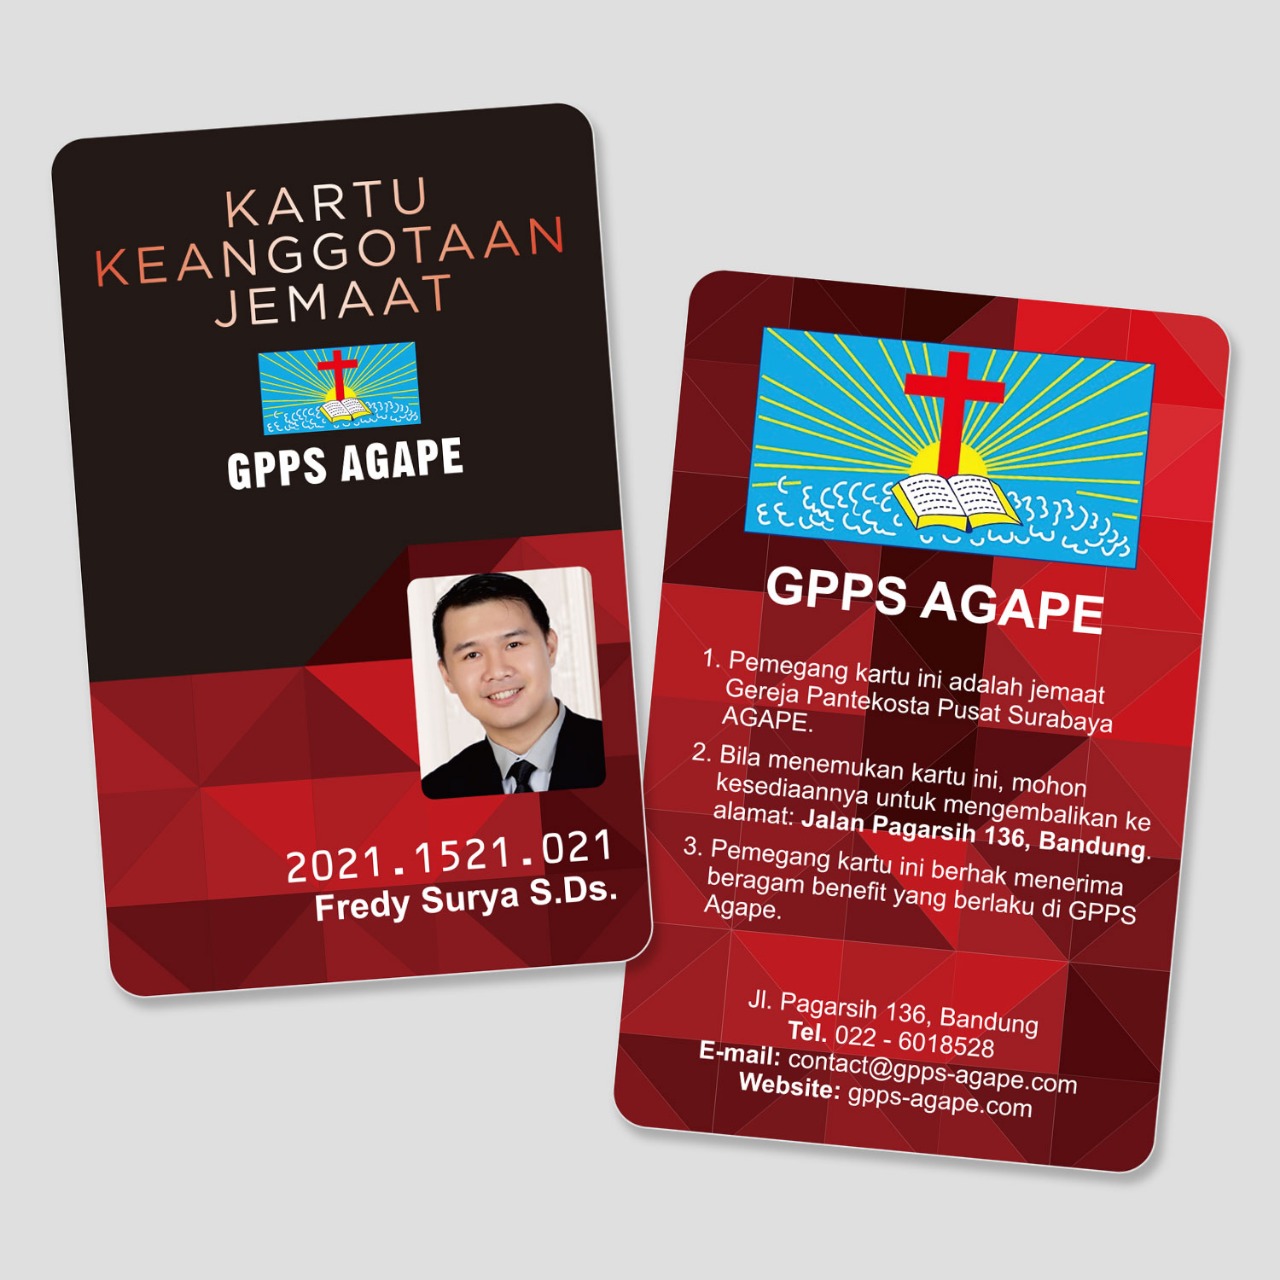 KARTU
KEANGGOTAAN
JEMAAT
GPPS AGAPE
2021.1521.021
Fredy Surya S.Ds.
GPPS AGAPE
1. Pemegang kartu ini adalah jemaat
Gereja Pantekosta Pusat Surabaya
AGAPE.
2. Bila menemukan kartu ini, mohon
kesediaannya untuk mengembalikan ke
alamat: Jalan Pagarsih 136, Bandung.
3. Pemegang kartu ini berhak menerima
beragam benefit yang berlaku di GPPS
Agape.
Jl. Pagarsih 136, Bandung
Tel. 022 - 6018528
E-mail: contact@gpps-agape.com
Website: gpps-agape.com